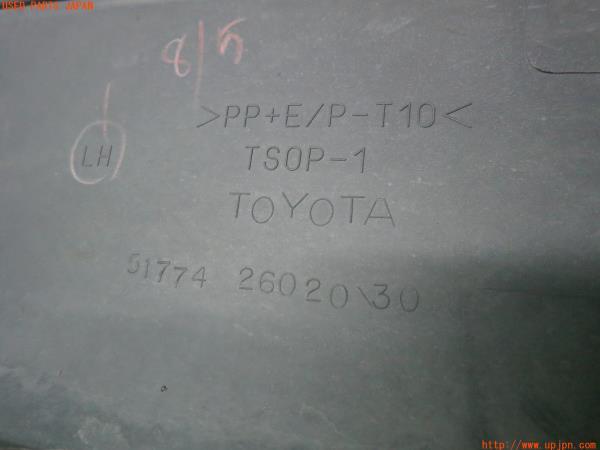 USED PARTS JAPAN
8/5
>PP+E/P-T10<
LH
TSOP-1
TOYOTA
51774 26020\30
http://www.upjpn.com/